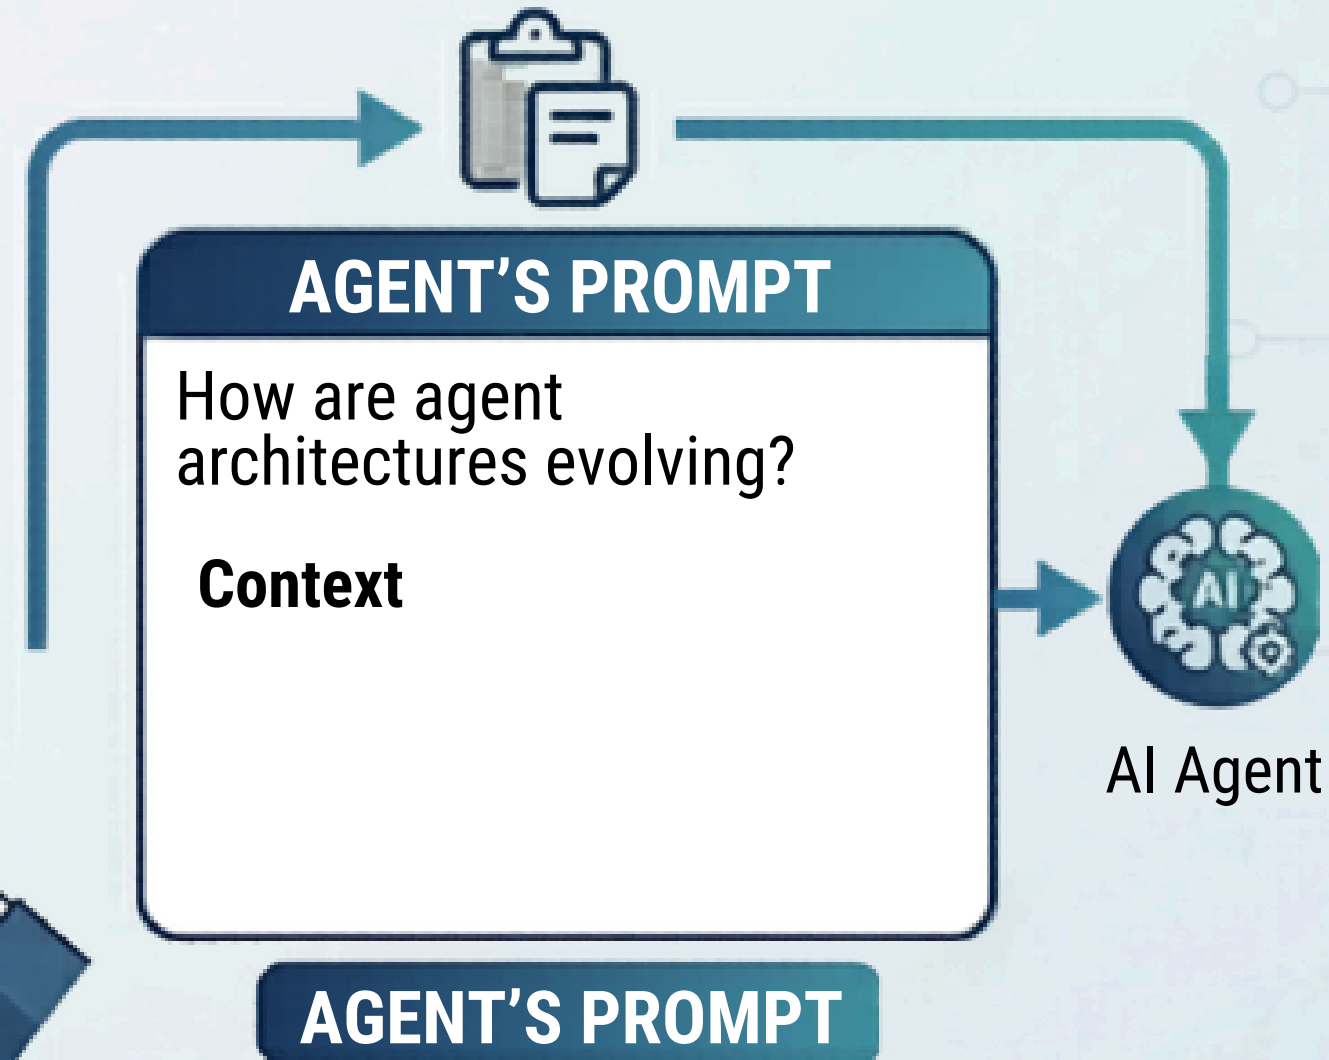 AGENT’S PROMPT
How are agent
architectures evolving?
Context
AI
AI Agent
AGENT’S PROMPT